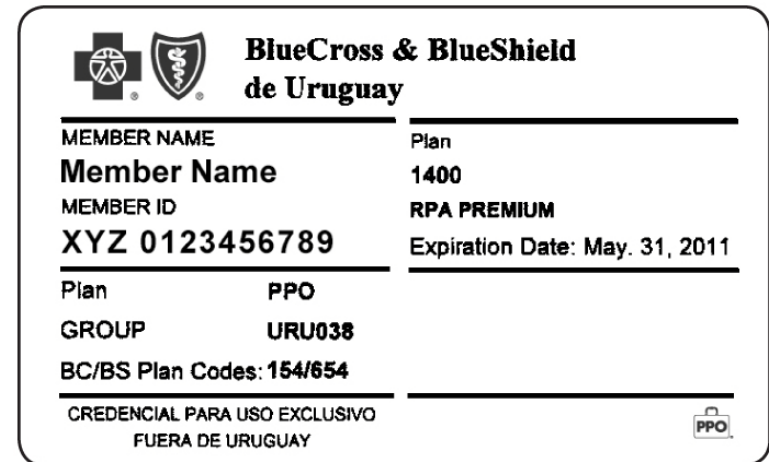 BlueCross & BlueShield
de Uruguay
MEMBER NAME
Member Name
MEMBER ID
XYZ 0123456789
Plan
1400
RPA PREMIUM
Expiration Date: May. 31, 2011
Plan PPO
GROUP URU038
BC/BS Plan Codes: 154/654
CREDENCIAL PARA USO EXCLUSIVO
FUERA DE URUGUAY
PPO